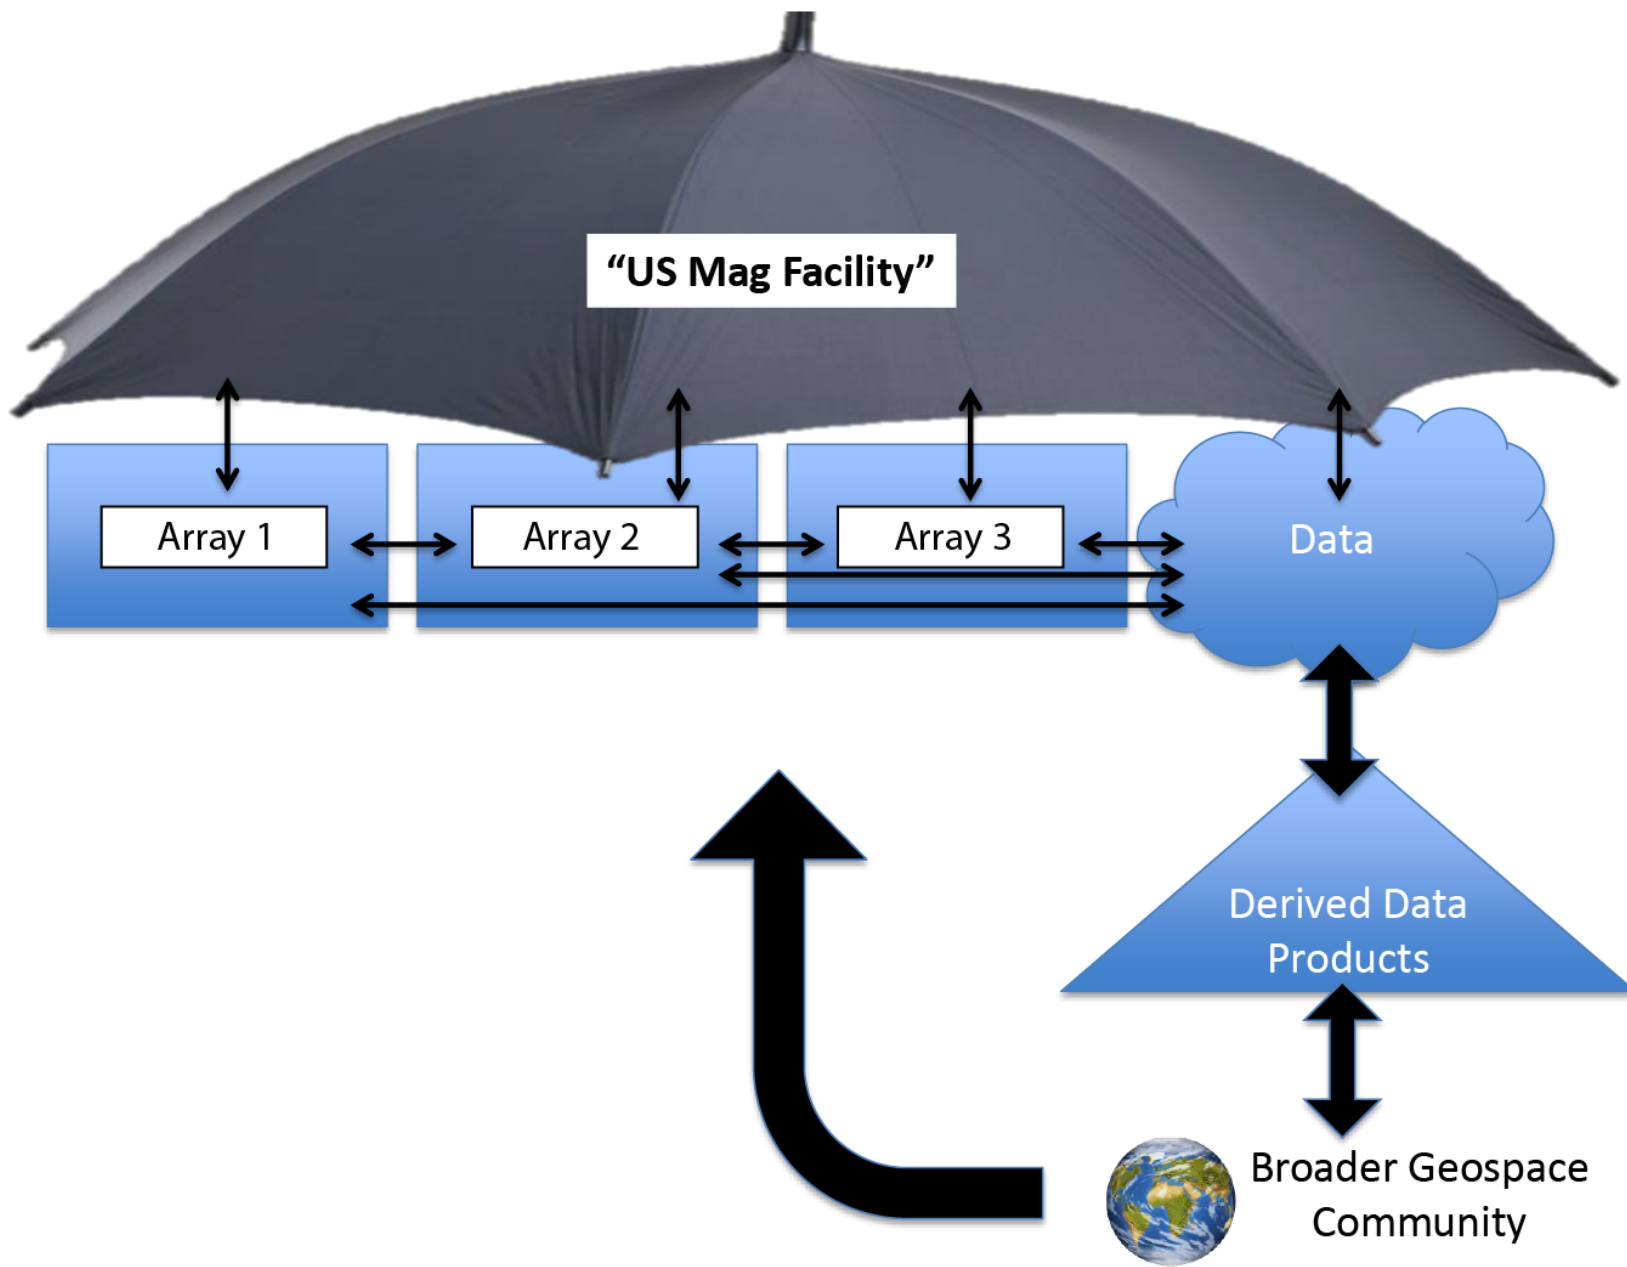 “US Mag Facility”
Array 1
Array 2
Array 3
Data
Derived Data
Products
Broader Geospace
Community